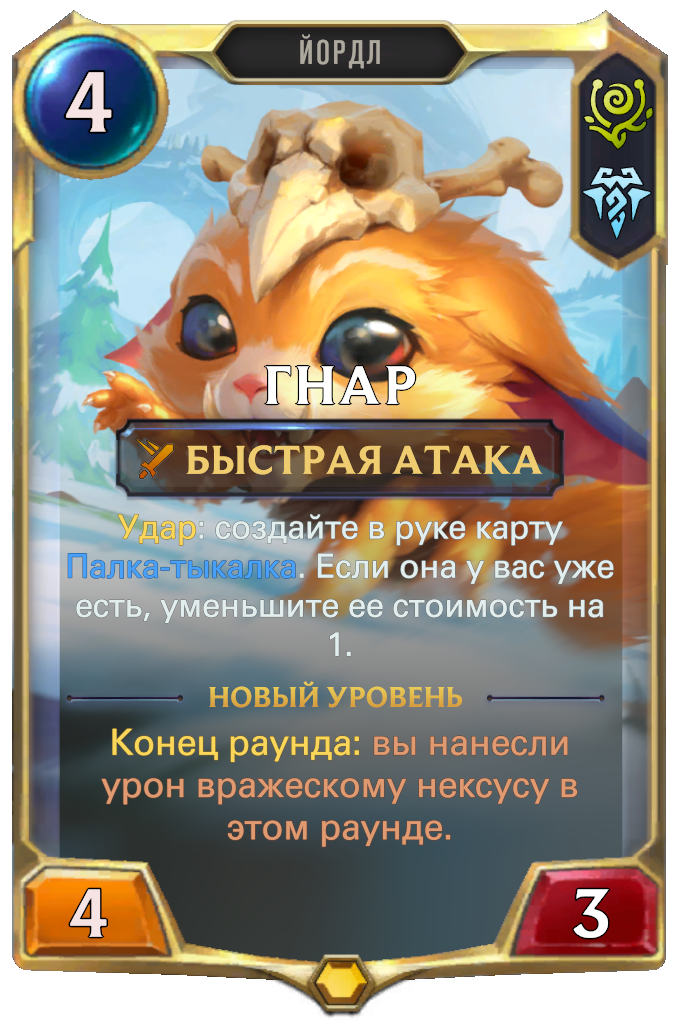 ЙОРДЛ
4
ГНАР
БЫСТРАЯ АТАКА
Удар: создайте в руке карту
Палка-тыкалка. Если она у вас уже
есть, уменьшите ее стоимость на
1.
НОВЫЙ УРОВЕНЬ
Конец раунда: вы нанесли
урон вражескому нексусу в
этом раунде.
4
3